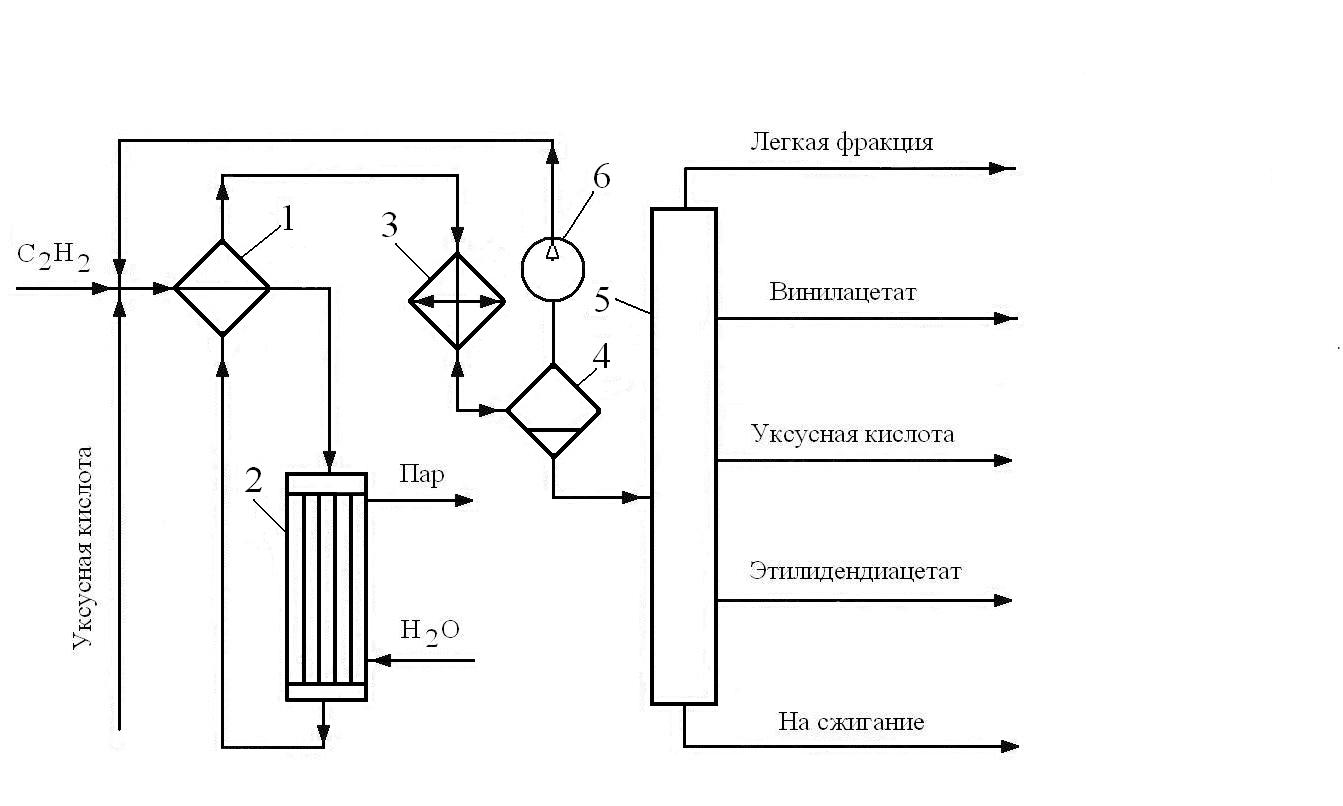 Легкая фракция
6
1
3
C2H2
Винилацетат
5
4
Уксусная кислота
Уксусная кислота
2
Пар
Этилидендиацетат
H2O
На сжигание